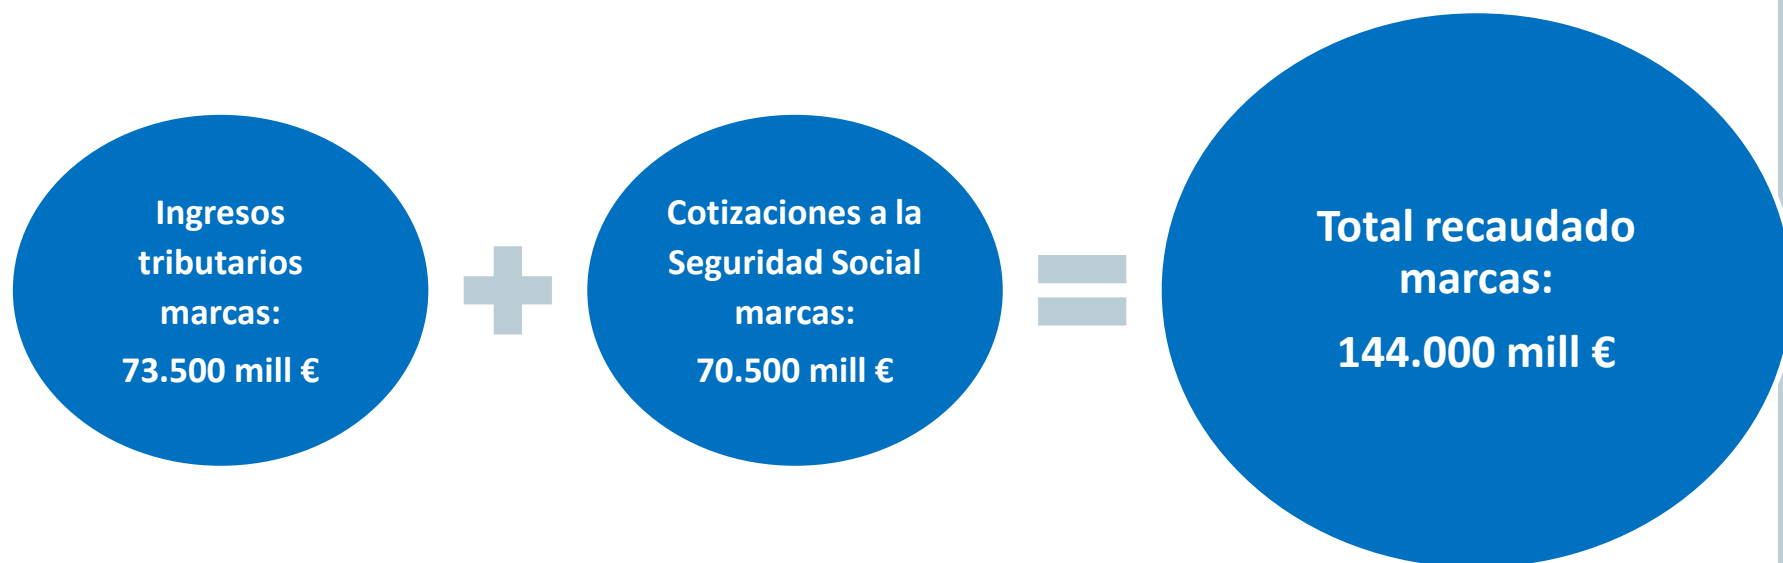 Ingresos
tributarios
marcas:
73.500 mill €
Cotizaciones a la
Seguridad Social
marcas:
70.500 mill €
Total recaudado
marcas:
144.000 mill €